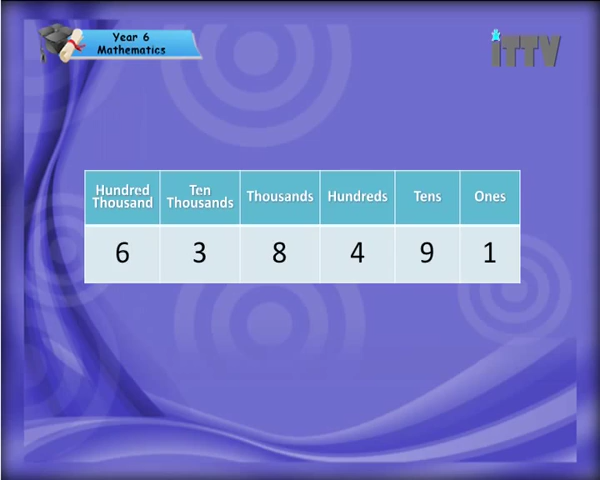 Year 6
Mathematics
iTTV
Hundred Thousand Ten Thousands Thousands Hundreds Tens Ones
6 3 8 4 9 1